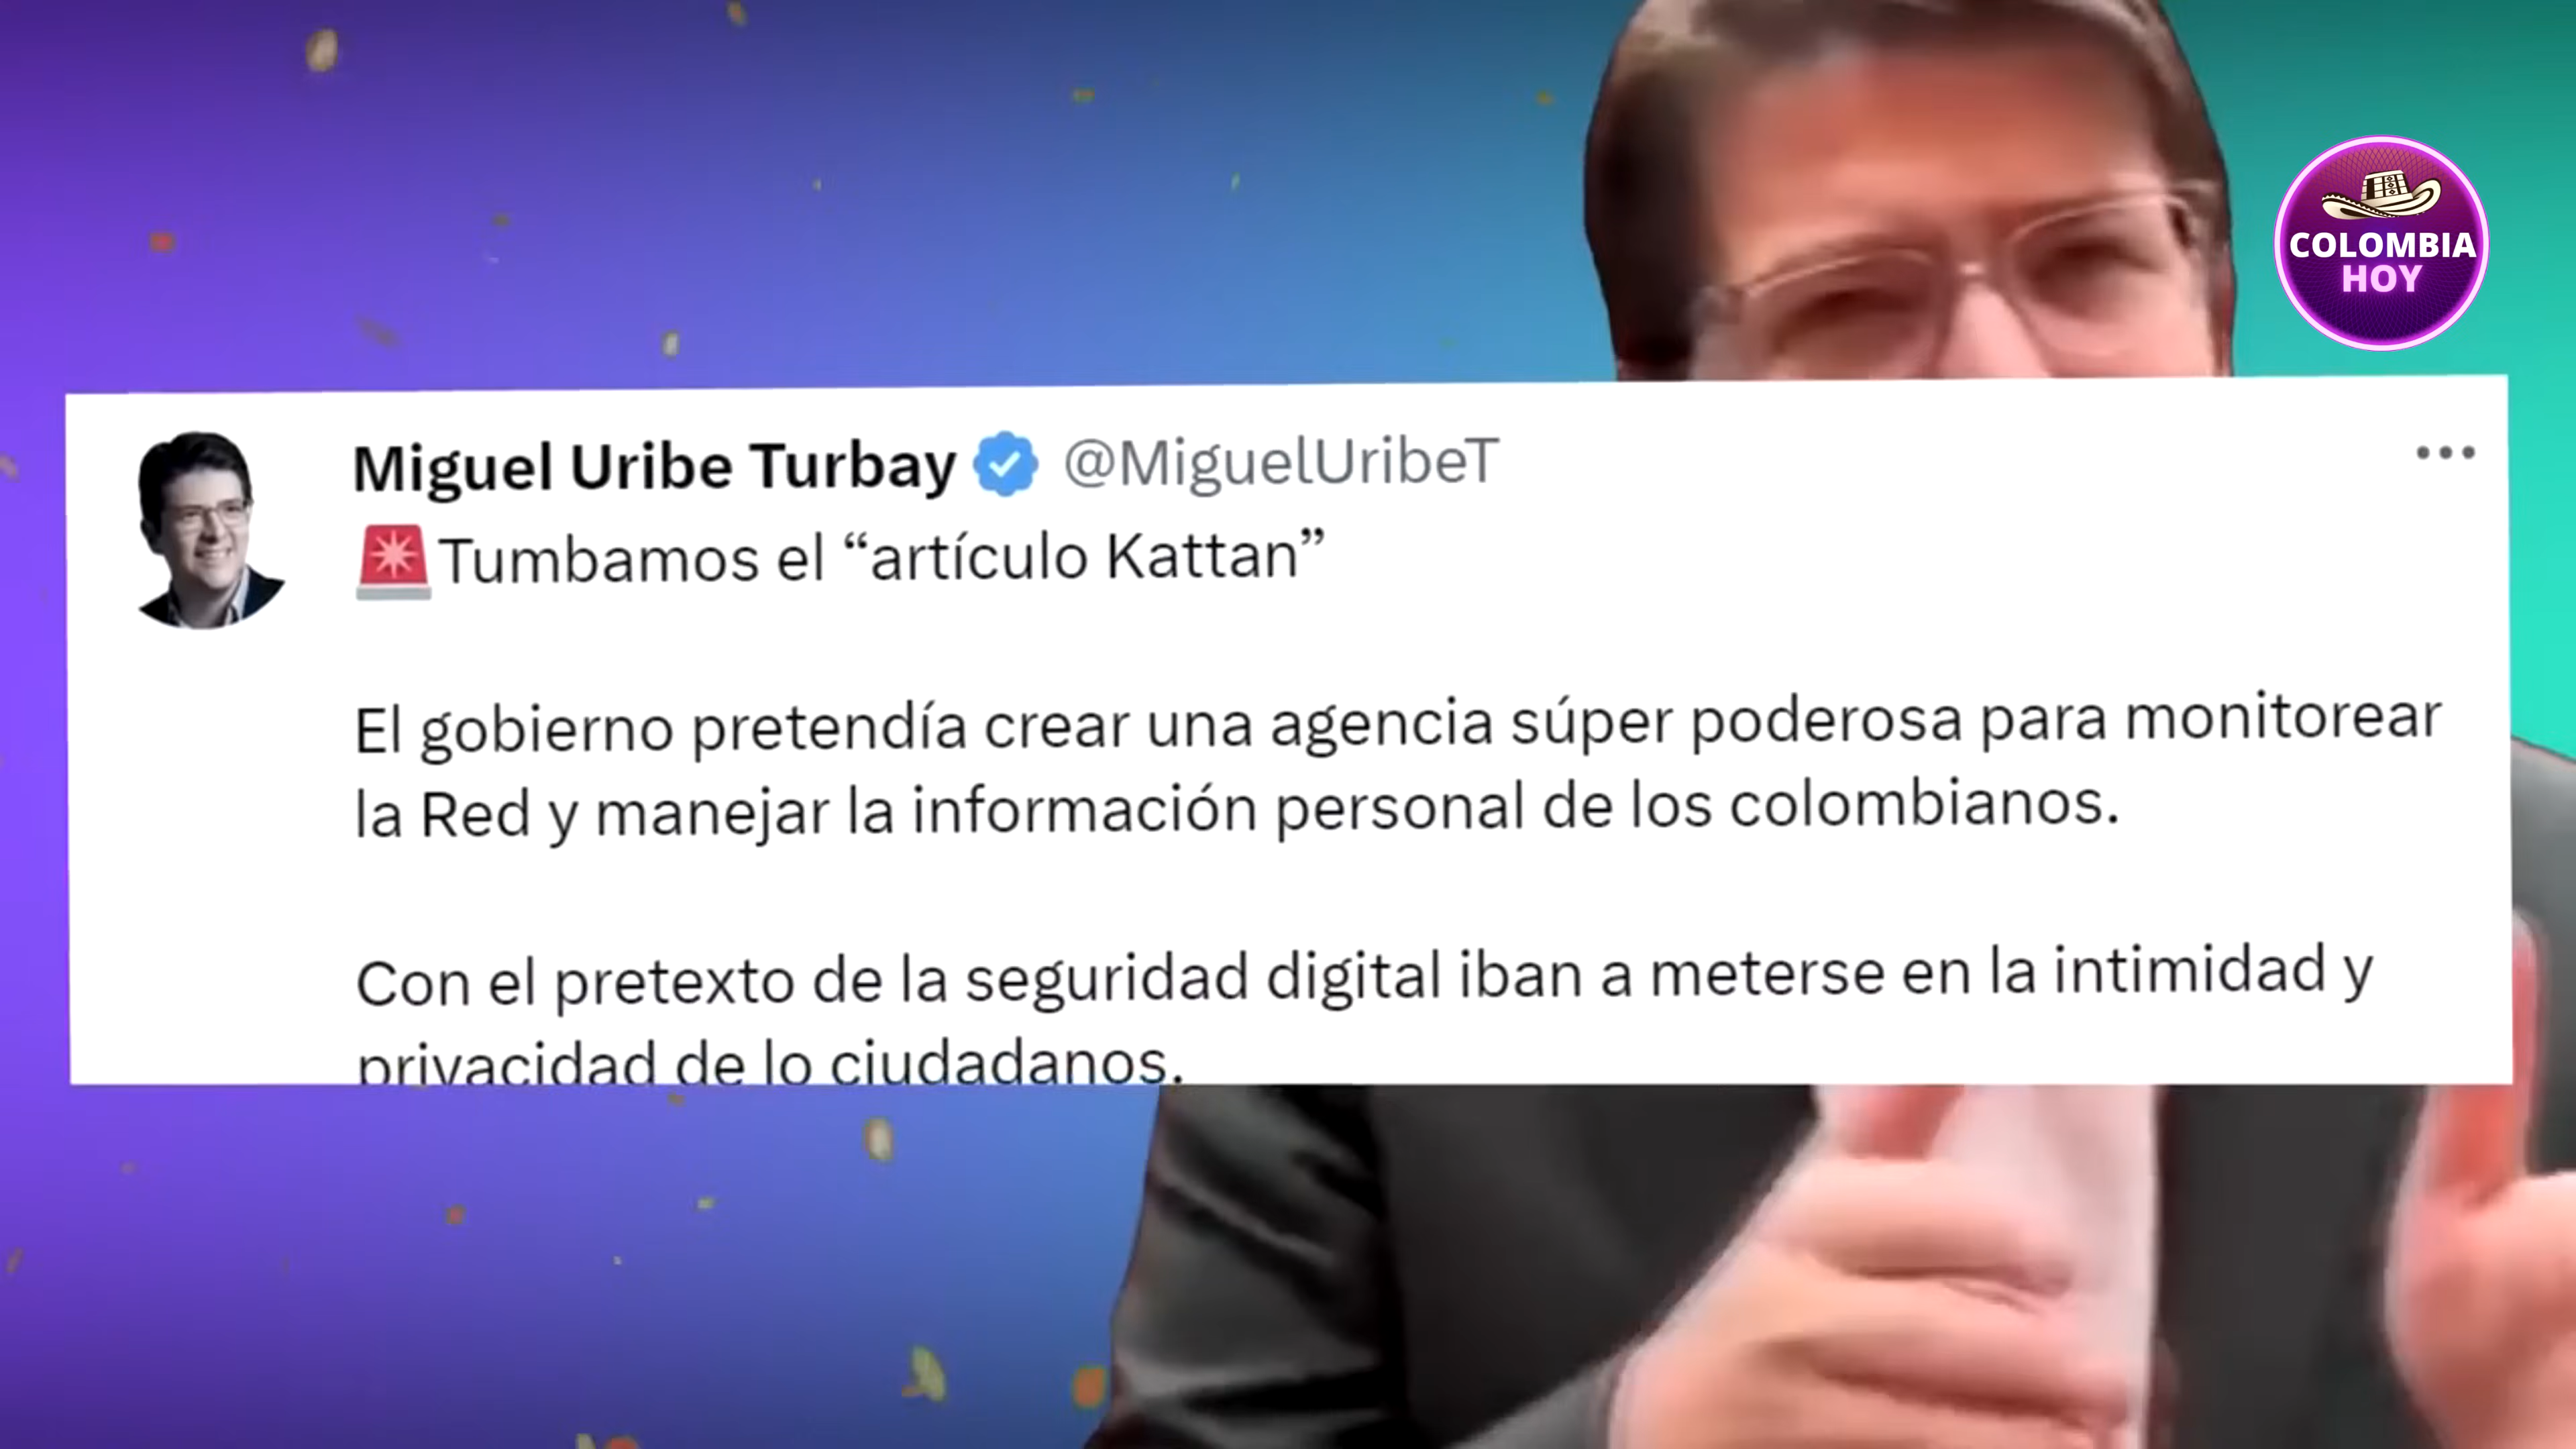 COLOMBIA
HOY
Miguel Uribe Turbay @MiguelUribeT
Tumbamos el “artículo Kattan”
El gobierno pretendía crear una agencia súper poderosa para monitorear
la Red y manejar la información personal de los colombianos.
Con el pretexto de la seguridad digital iban a meterse en la intimidad y
privacidad de lo ciudadanos.